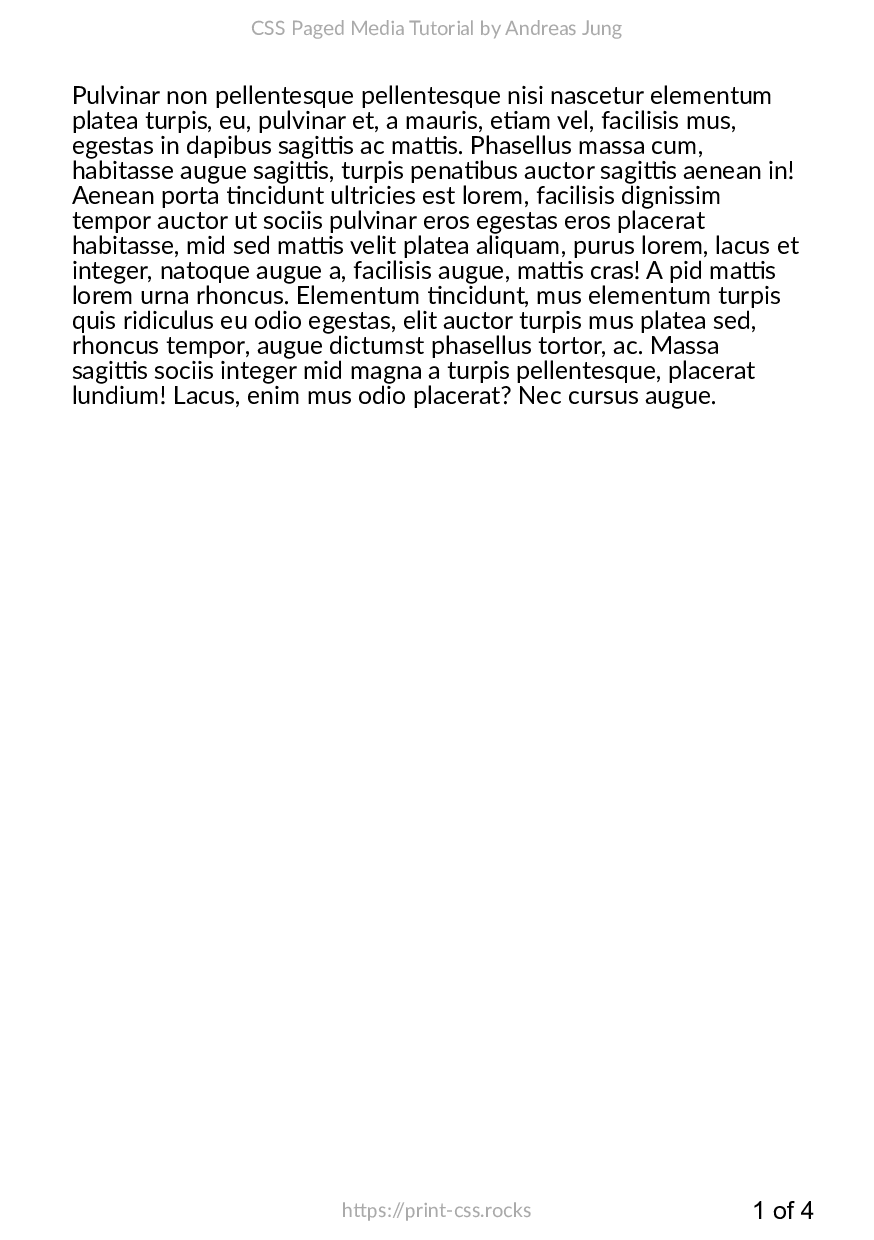 CSS Paged Media Tutorial by Andreas Jung
Pulvinar non pellentesque pellentesque nisi nascetur elementum
platea turpis, eu, pulvinar et, a mauris, etiam vel, facilisis mus,
egestas in dapibus sagittis ac mattis. Phasellus massa cum,
habitasse augue sagittis, turpis penatibus auctor sagittis aenean in!
Aenean porta tincidunt ultricies est lorem, facilisis dignissim
tempor auctor ut sociis pulvinar eros egestas eros placerat
habitasse, mid sed mattis velit platea aliquam, purus lorem, lacus et
integer, natoque augue a, facilisis augue, mattis cras! A pid mattis
lorem urna rhoncus. Elementum tincidunt, mus elementum turpis
quis ridiculus eu odio egestas, elit auctor turpis mus platea sed,
rhoncus tempor, augue dictumst phasellus tortor, ac. Massa
sagittis sociis integer mid magna a turpis pellentesque, placerat
lundium! Lacus, enim mus odio placerat? Nec cursus augue.
https://print-css.rocks
1 of 4